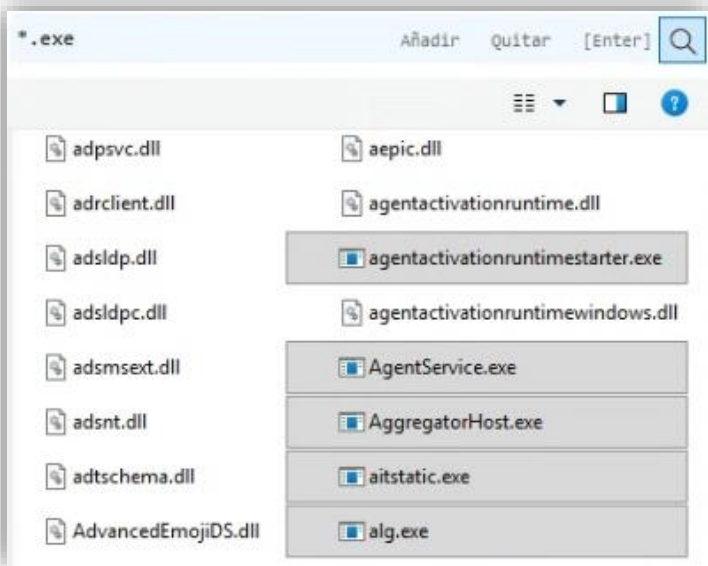 *.exe Añadir Quitar [Enter]
adpsvc.dll aepic.dll
adrclient.dll agentactivationruntime.dll
adsldp.dll agentactivationruntimestarter.exe
adsldpc.dll agentactivationruntimewindows.dll
adsmsext.dll AgentService.exe
adsnt.dll AggregatorHost.exe
adtschema.dll aitstatic.exe
AdvancedEmojiDS.dll alg.exe